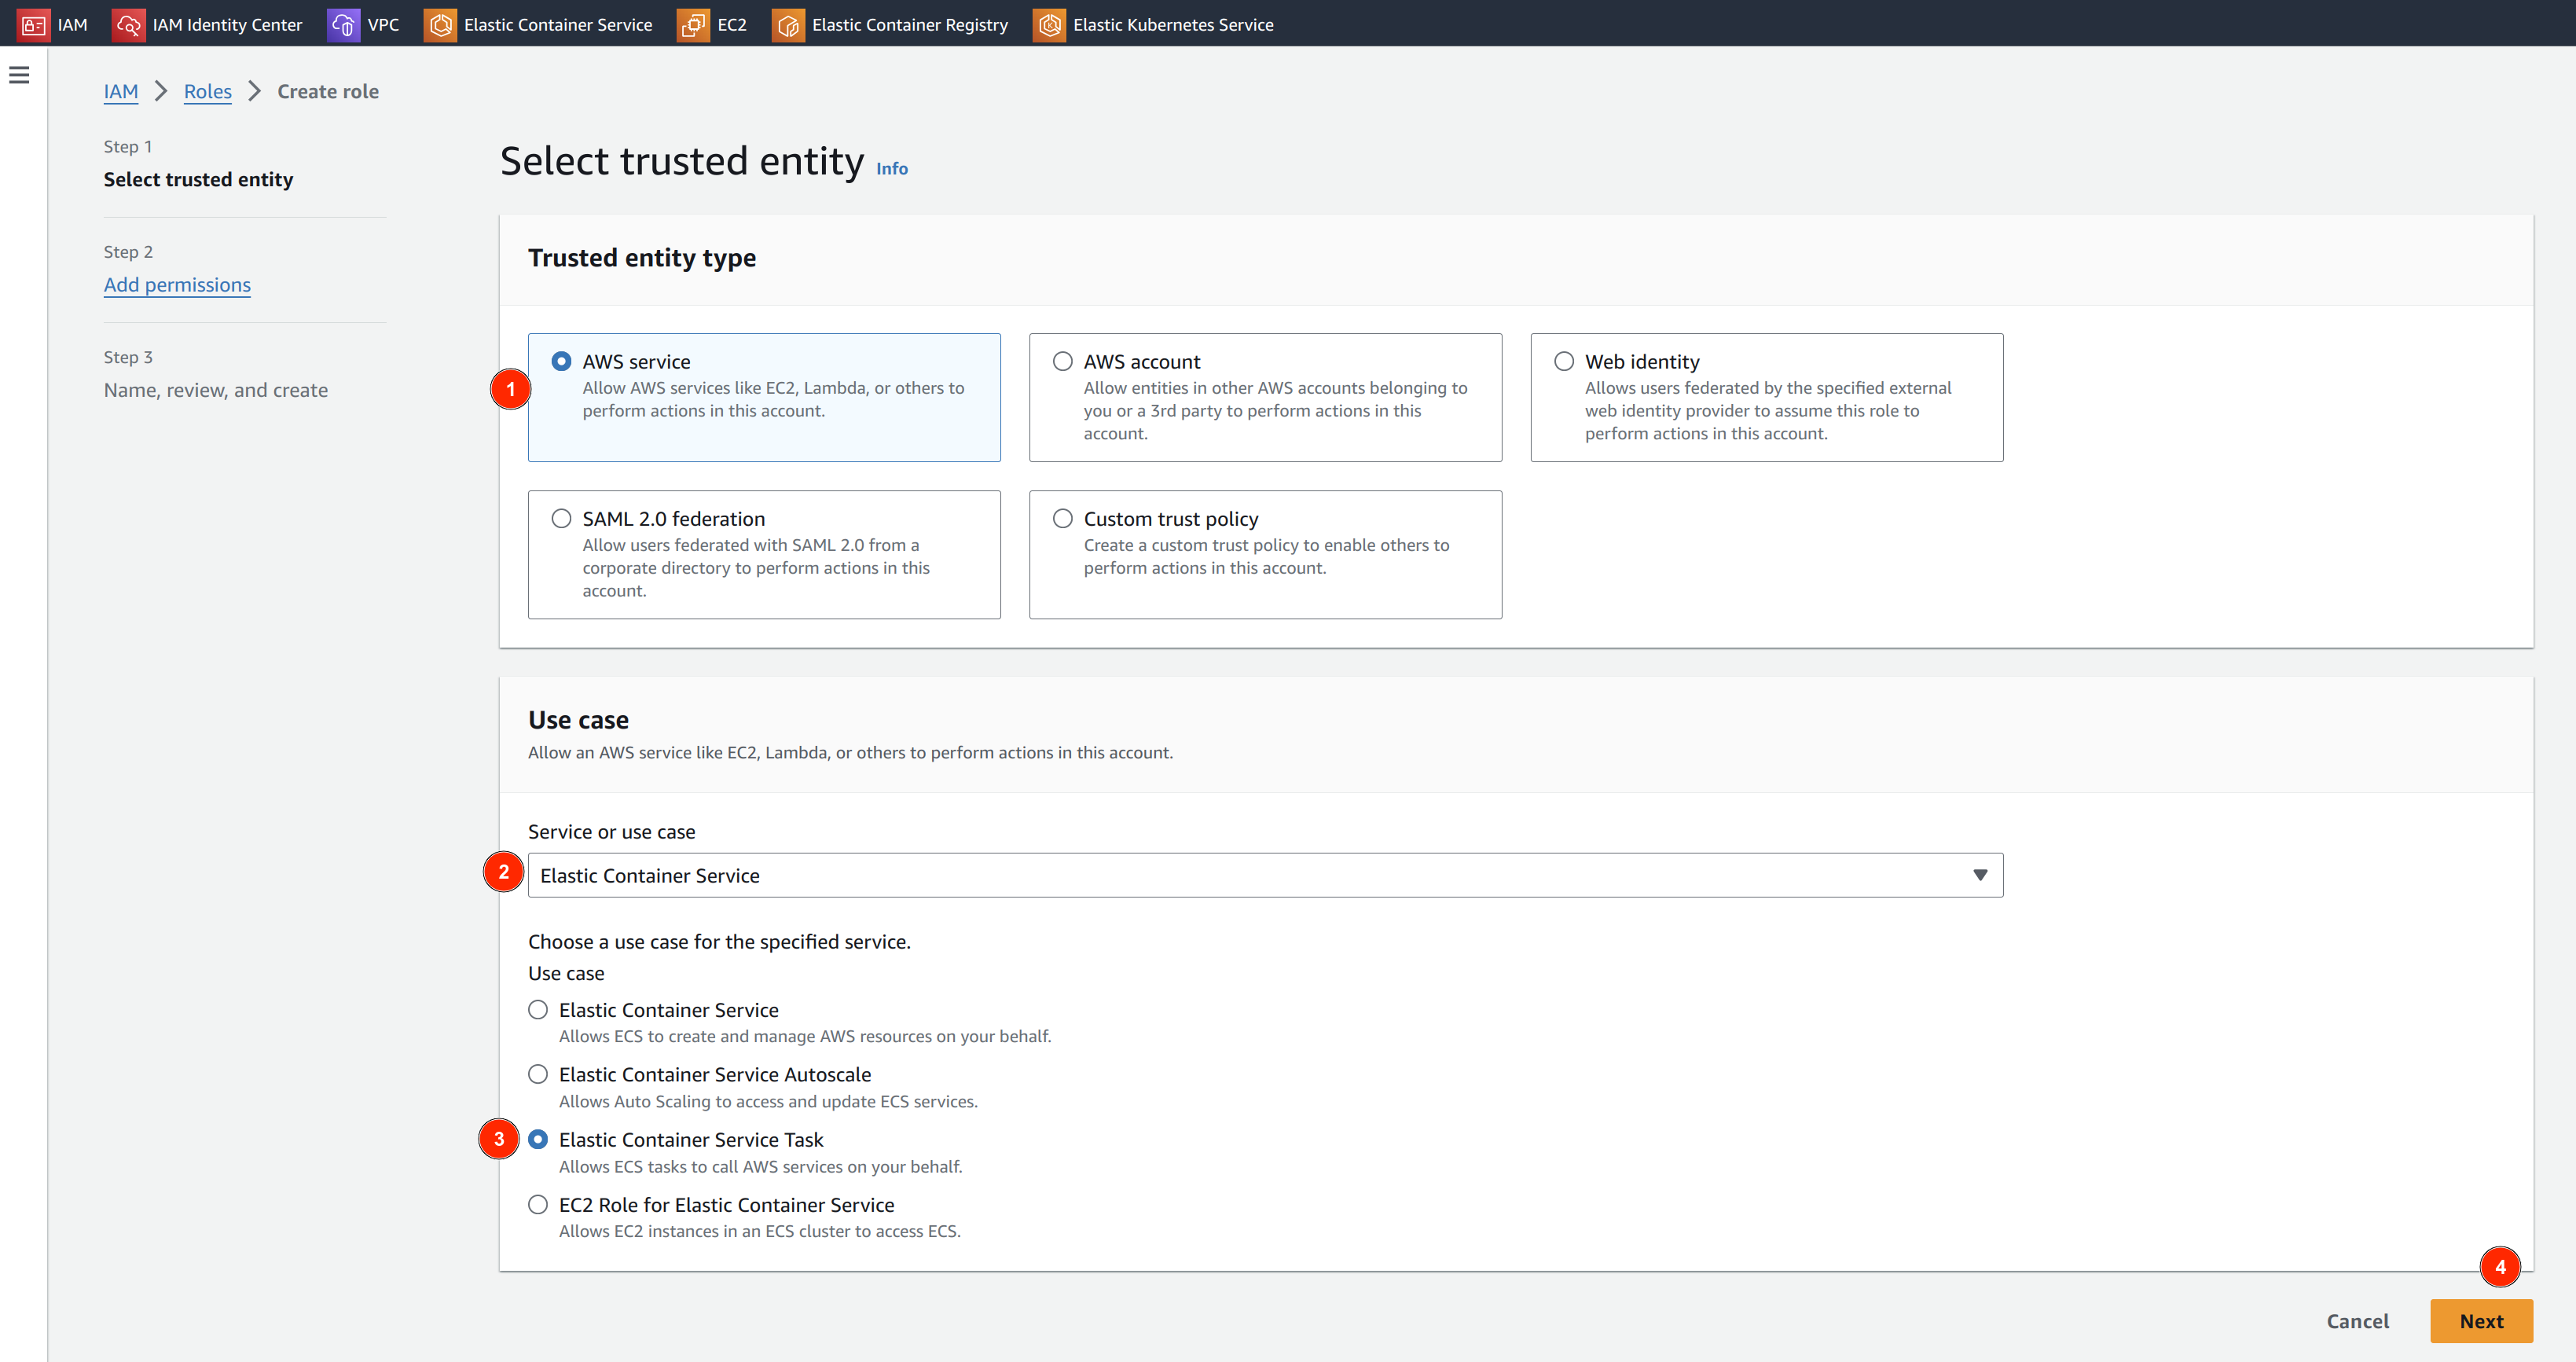 IAM
IAM Identity Center
VPC
Elastic Container Service
EC2
Elastic Container Registry
Elastic Kubernetes Service
IAM > Roles > Create role
Step 1
Select trusted entity
Step 2
Add permissions
Step 3
Name, review, and create
Select trusted entity Info
Trusted entity type
1
AWS service
Allow AWS services like EC2, Lambda, or others to
perform actions in this account.
AWS account
Allow entities in other AWS accounts belonging to
you or a 3rd party to perform actions in this
account.
Web identity
Allows users federated by the specified external
web identity provider to assume this role to
perform actions in this account.
SAML 2.0 federation
Allow users federated with SAML 2.0 from a
corporate directory to perform actions in this
account.
Custom trust policy
Create a custom trust policy to enable others to
perform actions in this account.
Use case
Allow an AWS service like EC2, Lambda, or others to perform actions in this account.
Service or use case
2
Elastic Container Service
Choose a use case for the specified service.
Use case
Elastic Container Service
Allows ECS to create and manage AWS resources on your behalf.
Elastic Container Service Autoscale
Allows Auto Scaling to access and update ECS services.
3
Elastic Container Service Task
Allows ECS tasks to call AWS services on your behalf.
EC2 Role for Elastic Container Service
Allows EC2 instances in an ECS cluster to access ECS.
4
Cancel
Next